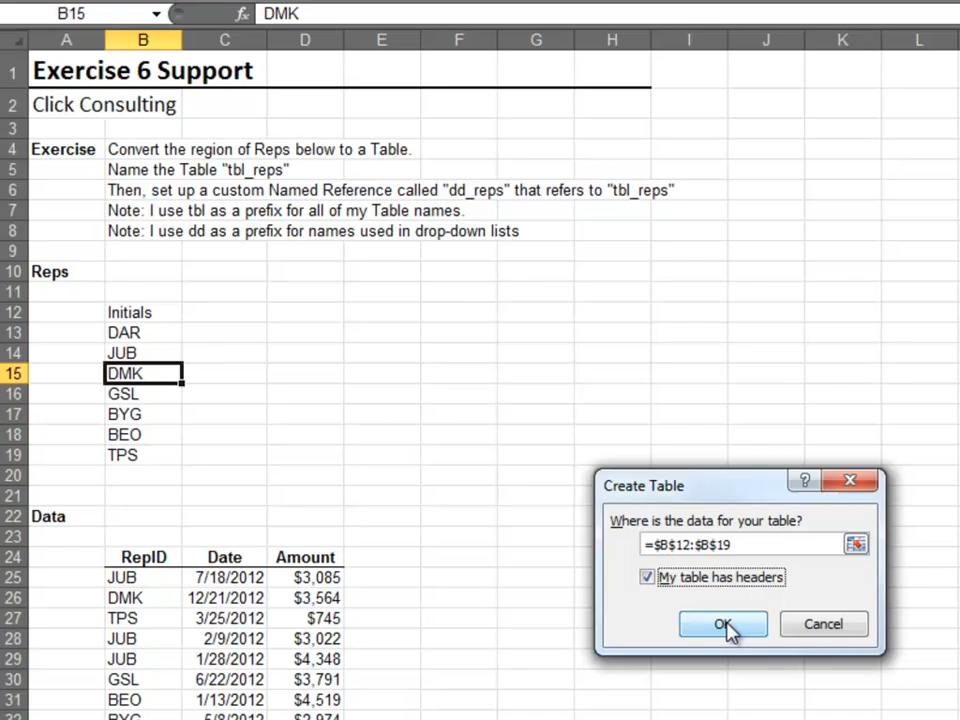 B15 fx DMK
A B C D E F G H I J K L
1 Exercise 6 Support
2 Click Consulting
3
4 Exercise Convert the region of Reps below to a Table.
5 Name the Table "tbl_reps"
6 Then, set up a custom Named Reference called "dd_reps" that refers to "tbl_reps"
7 Note: I use tbl as a prefix for all of my Table names.
8 Note: I use dd as a prefix for names used in drop-down lists
9
10 Reps
11
12 Initials
13 DAR
14 JUB
15 DMK
16 GSL
17 BYG
18 BEO
19 TPS
20
21
22 Data
23
24 RepID Date Amount
25 JUB 7/18/2012 $3,085
26 DMK 12/21/2012 $3,564
27 TPS 3/25/2012 $745
28 JUB 2/9/2012 $3,022
29 JUB 1/28/2012 $4,348
30 GSL 6/22/2012 $3,791
31 BEO 1/13/2012 $4,519
32 BYG 5/8/2012 $2,974
Create Table ?
Where is the data for your table?
=$B$12:$B$19
My table has headers
OK Cancel